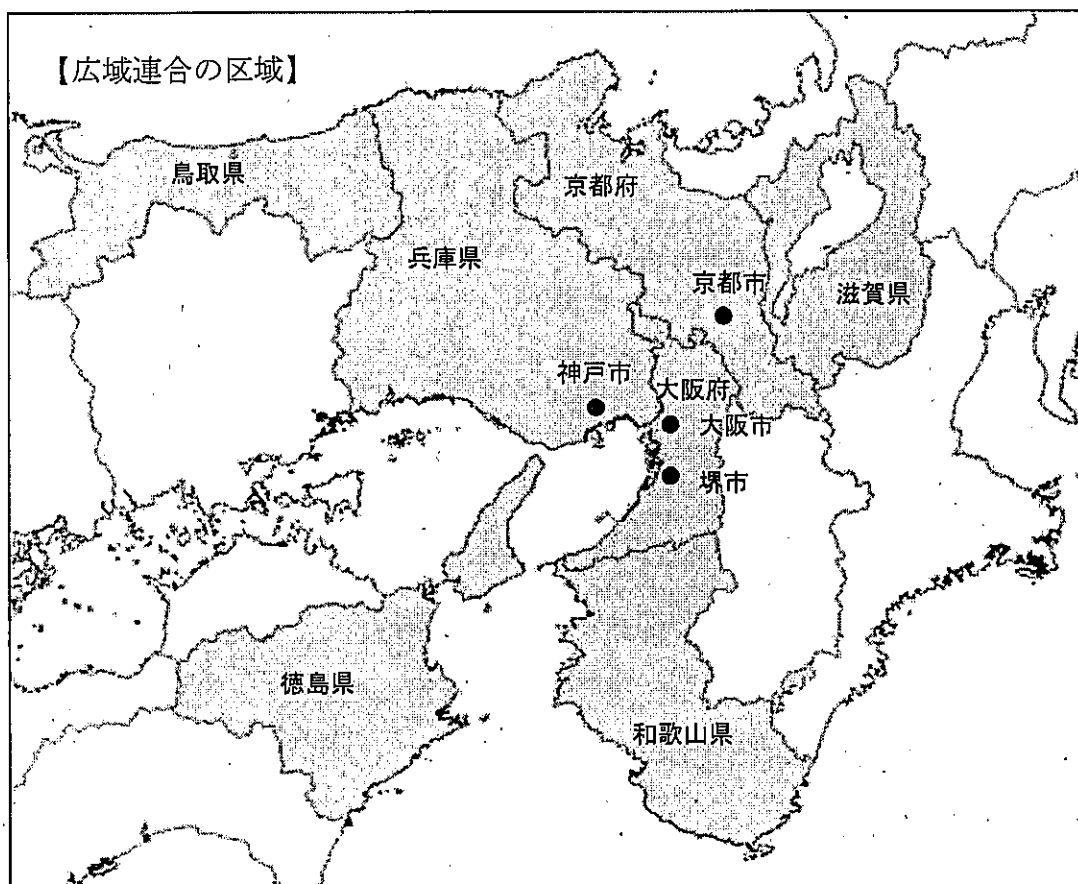 【広域連合の区域】
鳥取県
京都府
兵庫県
京都市
滋賀県
神戸市
大阪府
大阪市
堺市
徳島県
和歌山県